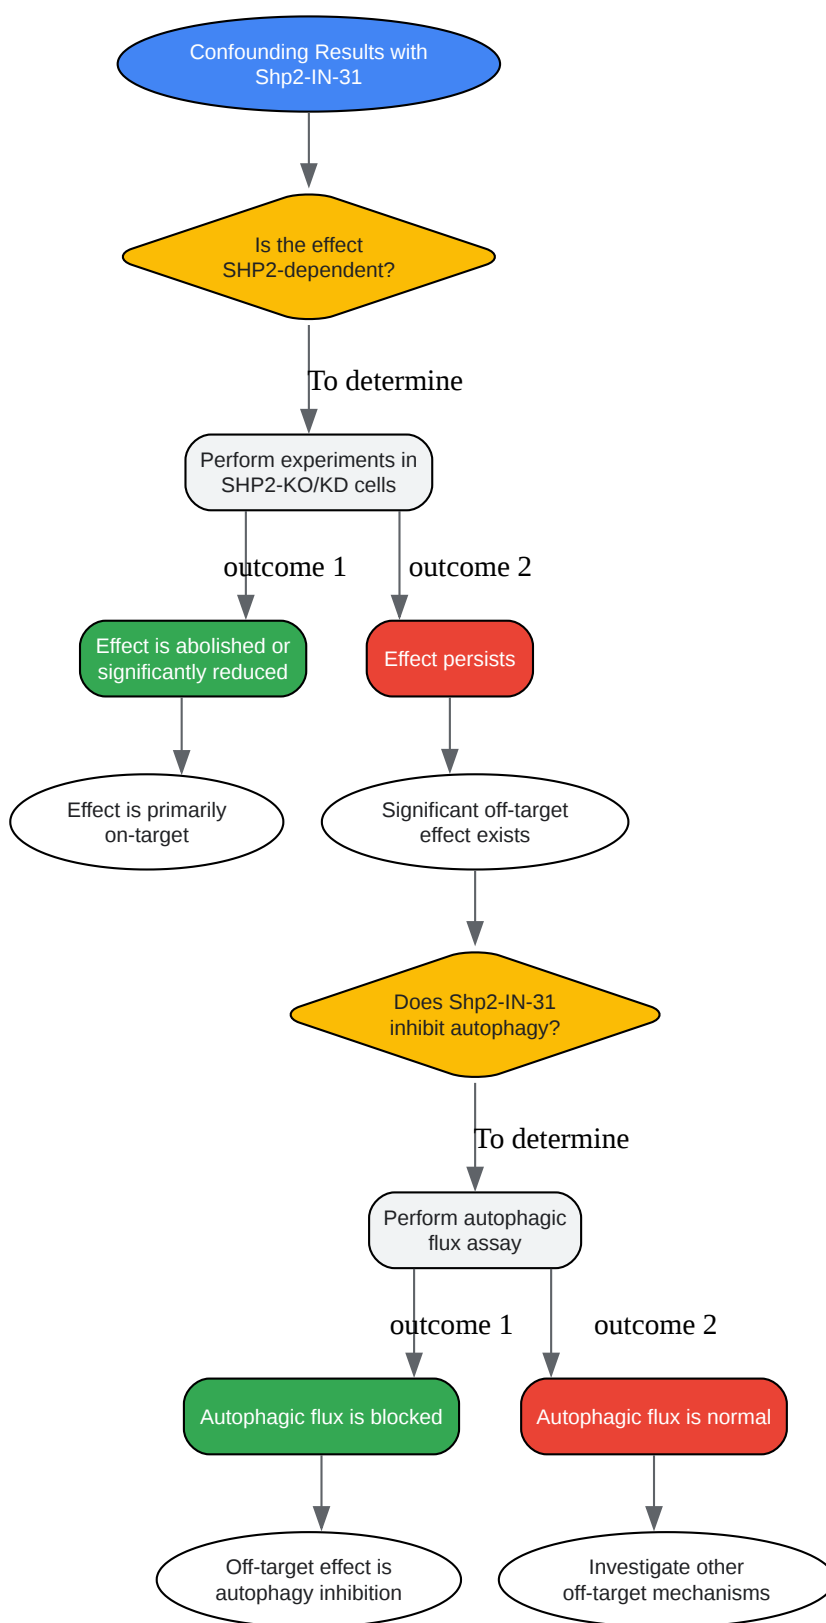 Confounding Results with
Shp2-IN-31
Is the effect
SHP2-dependent?
To determine
Perform experiments in
SHP2-KO/KD cells
outcome 1
outcome 2
Effect is abolished or
significantly reduced
Effect persists
Effect is primarily
on-target
Significant off-target
effect exists
Does Shp2-IN-31
inhibit autophagy?
To determine
Perform autophagic
flux assay
outcome 1
outcome 2
Autophagic flux is blocked
Autophagic flux is normal
Off-target effect is
autophagy inhibition
Investigate other
off-target mechanisms